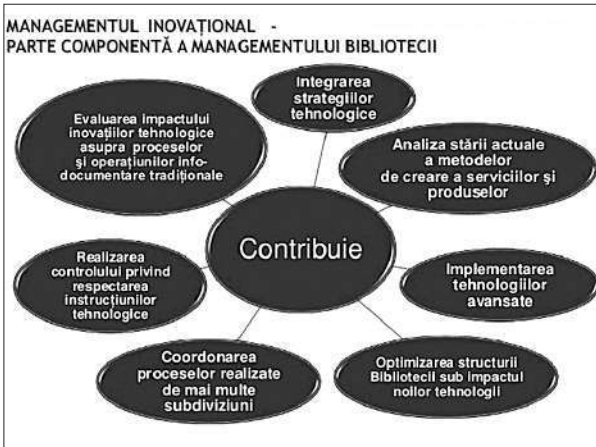 MANAGEMENTUL INOVAȚIONAL -
PARTE COMPONENTĂ A MANAGEMENTULUI BIBLIOTECII
Integrarea
strategiilor
tehnologice
Evaluarea impactului
inovațiilor tehnologice
asupra proceselor
și operațiunilor info-
documentare tradiționale
Analiza stării actuale
a metodelor
de creare a serviciilor și
produselor
Contribuie
Realizarea
controlului privind
respectarea
instrucțiunilor
tehnologice
Implementarea
tehnologiilor
avansate
Coordonarea
proceselor realizate
de mai multe
subdiviziuni
Optimizarea structurii
Bibliotecii sub impactul
noilor tehnologii